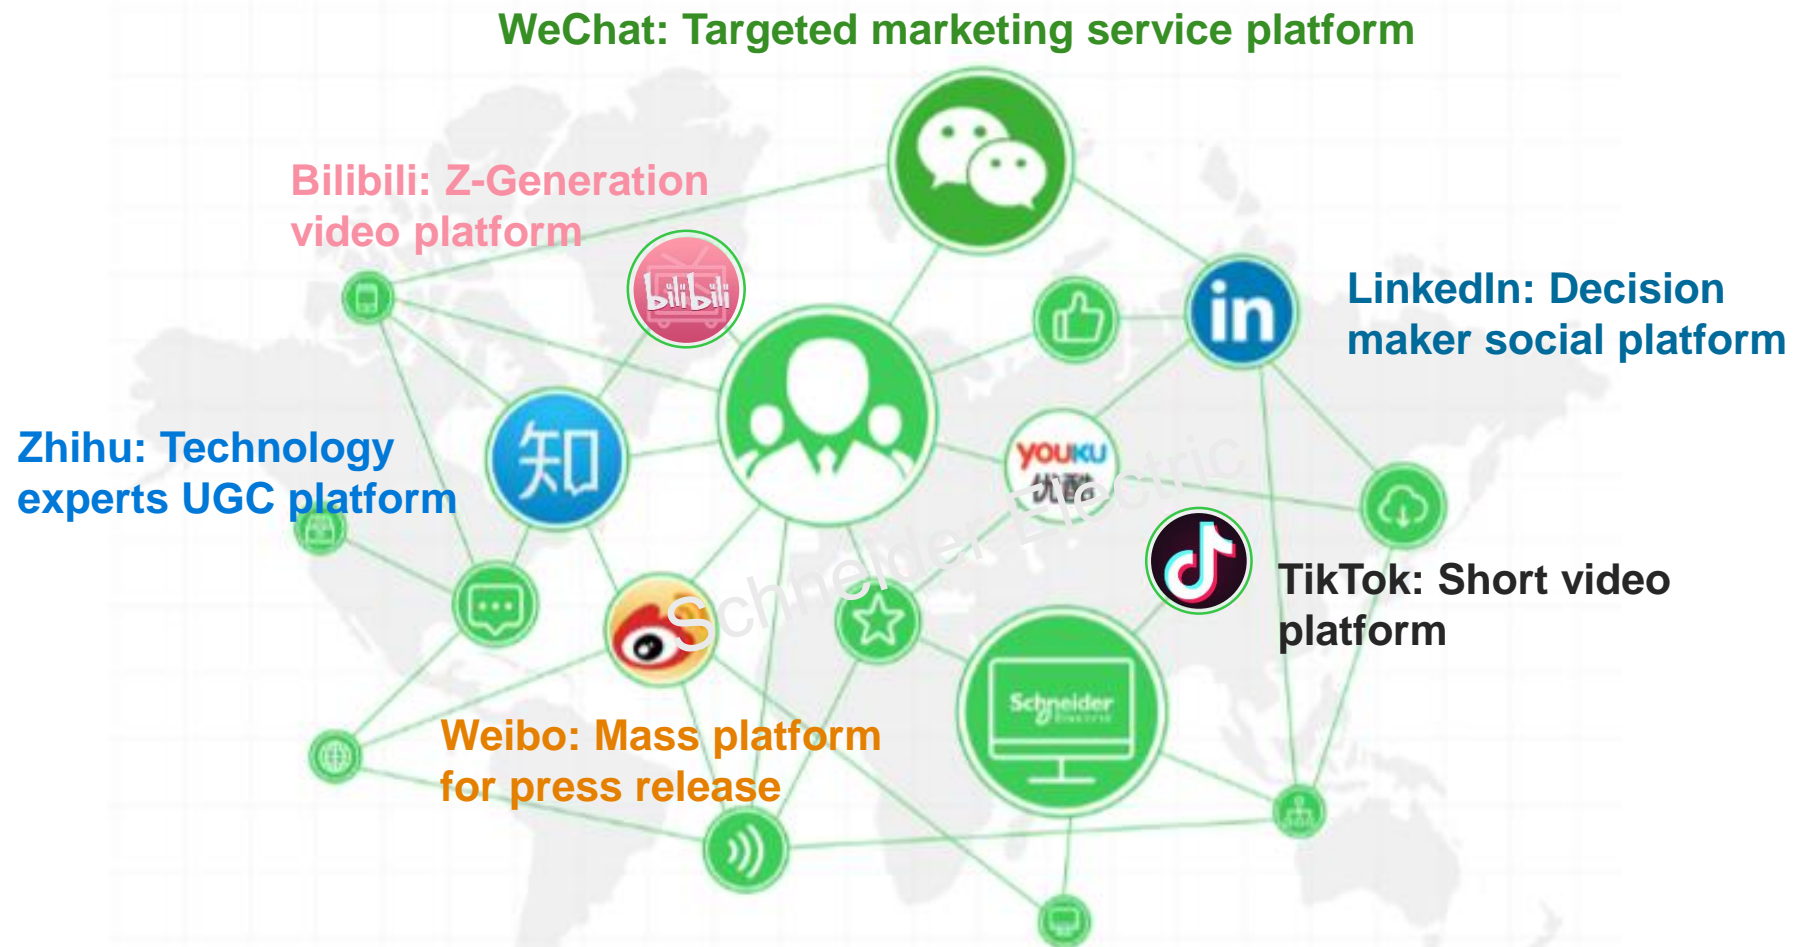 WeChat: Targeted marketing service platform
Bilibili: Z-Generation
video platform
bilibili
in
LinkedIn: Decision
maker social platform
Zhihu: Technology
experts UGC platform
知
YOUKU
优酷
Schneider Electric
TikTok: Short video
platform
Schneider
Electric
Weibo: Mass platform
for press release